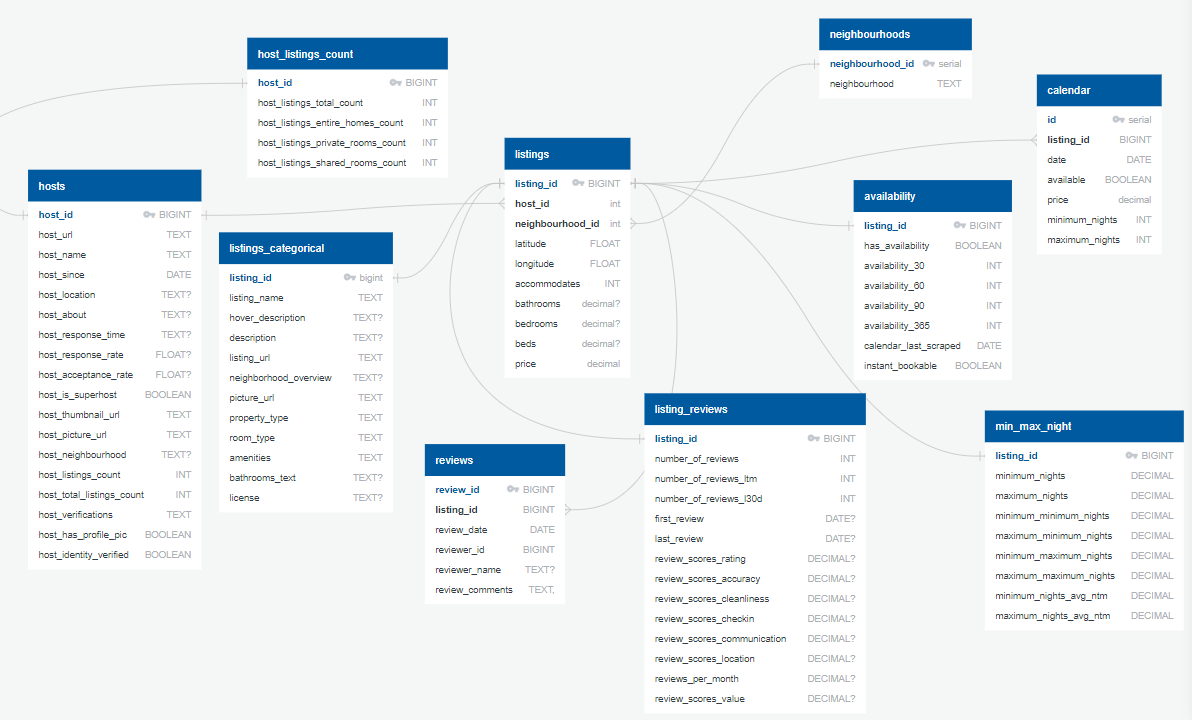 host_listings_count
host_id BIGINT
host_listings_total_count INT
host_listings_entire_homes_count INT
host_listings_private_rooms_count INT
host_listings_shared_rooms_count INT
neighbourhoods
neighbourhood_id serial
neighbourhood TEXT
calendar
id serial
listing_id BIGINT
date DATE
available BOOLEAN
price decimal
minimum_nights INT
maximum_nights INT
listings
listing_id BIGINT
host_id int
neighbourhood_id int
latitude FLOAT
longitude FLOAT
accommodates INT
bathrooms decimal?
bedrooms decimal?
beds decimal?
price decimal
hosts
host_id BIGINT
host_url TEXT
host_name TEXT
host_since DATE
host_location TEXT?
host_about TEXT?
host_response_time TEXT?
host_response_rate FLOAT?
host_acceptance_rate FLOAT?
host_is_superhost BOOLEAN
host_thumbnail_url TEXT
host_picture_url TEXT
host_neighbourhood TEXT?
host_listings_count INT
host_total_listings_count INT
host_verifications TEXT
host_has_profile_pic BOOLEAN
host_identity_verified BOOLEAN
availability
listing_id BIGINT
has_availability BOOLEAN
availability_30 INT
availability_60 INT
availability_90 INT
availability_365 INT
calendar_last_scraped DATE
instant_bookable BOOLEAN
listings_categorical
listing_id bigint
listing_name TEXT
hover_description TEXT?
description TEXT?
listing_url TEXT
neighborhood_overview TEXT?
picture_url TEXT
property_type TEXT
room_type TEXT
amenities TEXT
bathrooms_text TEXT?
license TEXT?
listing_reviews
listing_id BIGINT
number_of_reviews INT
number_of_reviews_ltm INT
number_of_reviews_l30d INT
first_review DATE?
last_review DATE?
review_scores_rating DECIMAL?
review_scores_accuracy DECIMAL?
review_scores_cleanliness DECIMAL?
review_scores_checkin DECIMAL?
review_scores_communication DECIMAL?
review_scores_location DECIMAL?
reviews_per_month DECIMAL?
review_scores_value DECIMAL?
min_max_night
listing_id BIGINT
minimum_nights DECIMAL
maximum_nights DECIMAL
minimum_minimum_nights DECIMAL
maximum_minimum_nights DECIMAL
minimum_maximum_nights DECIMAL
maximum_maximum_nights DECIMAL
minimum_nights_avg_ntm DECIMAL
maximum_nights_avg_ntm DECIMAL
reviews
review_id BIGINT
listing_id BIGINT
review_date DATE
reviewer_id BIGINT
reviewer_name TEXT?
review_comments TEXT,